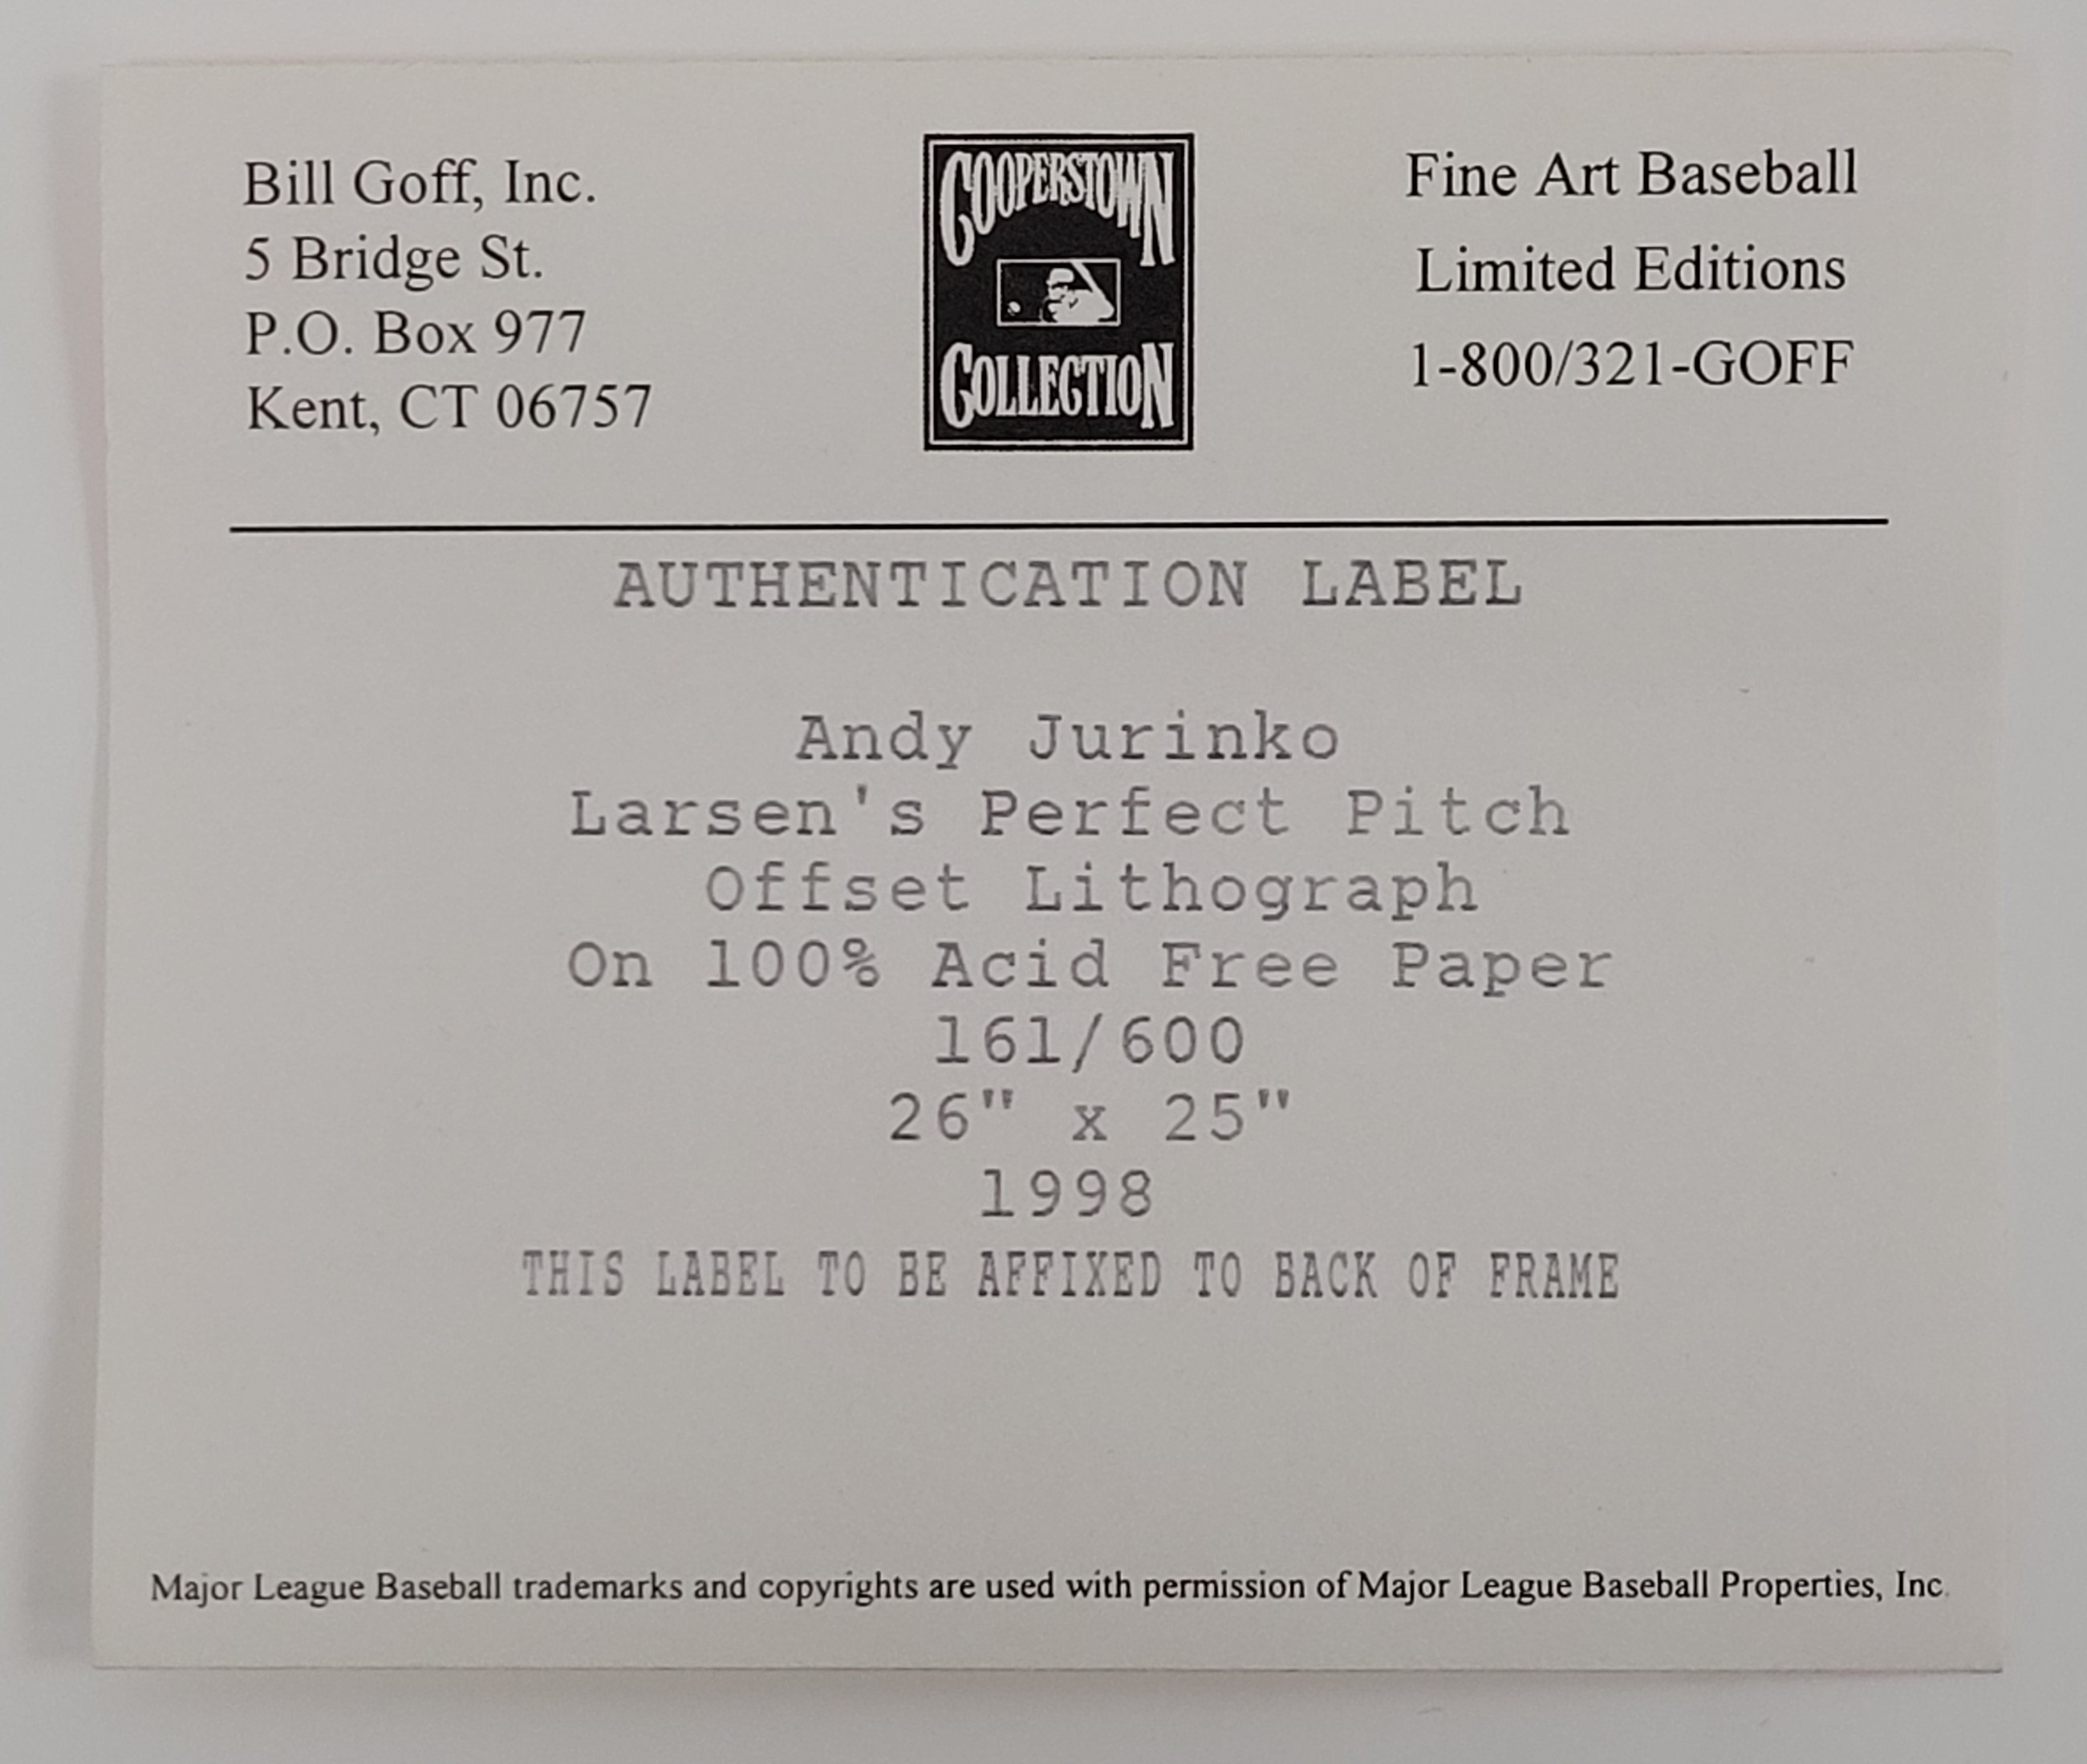 Bill Goff, Inc.
5 Bridge St.
P.O. Box 977
Kent, CT 06757
COOPERSTOWN
COLLECTION
Fine Art Baseball
Limited Editions
1-800/321-GOFF
AUTHENTICATION LABEL
Andy Jurinko
Larsen's Perfect Pitch
Offset Lithograph
On 100% Acid Free Paper
161/600
26" x 25"
1998
THIS LABEL TO BE AFFIXED TO BACK OF FRAME
Major League Baseball trademarks and copyrights are used with permission of Major League Baseball Properties, Inc.